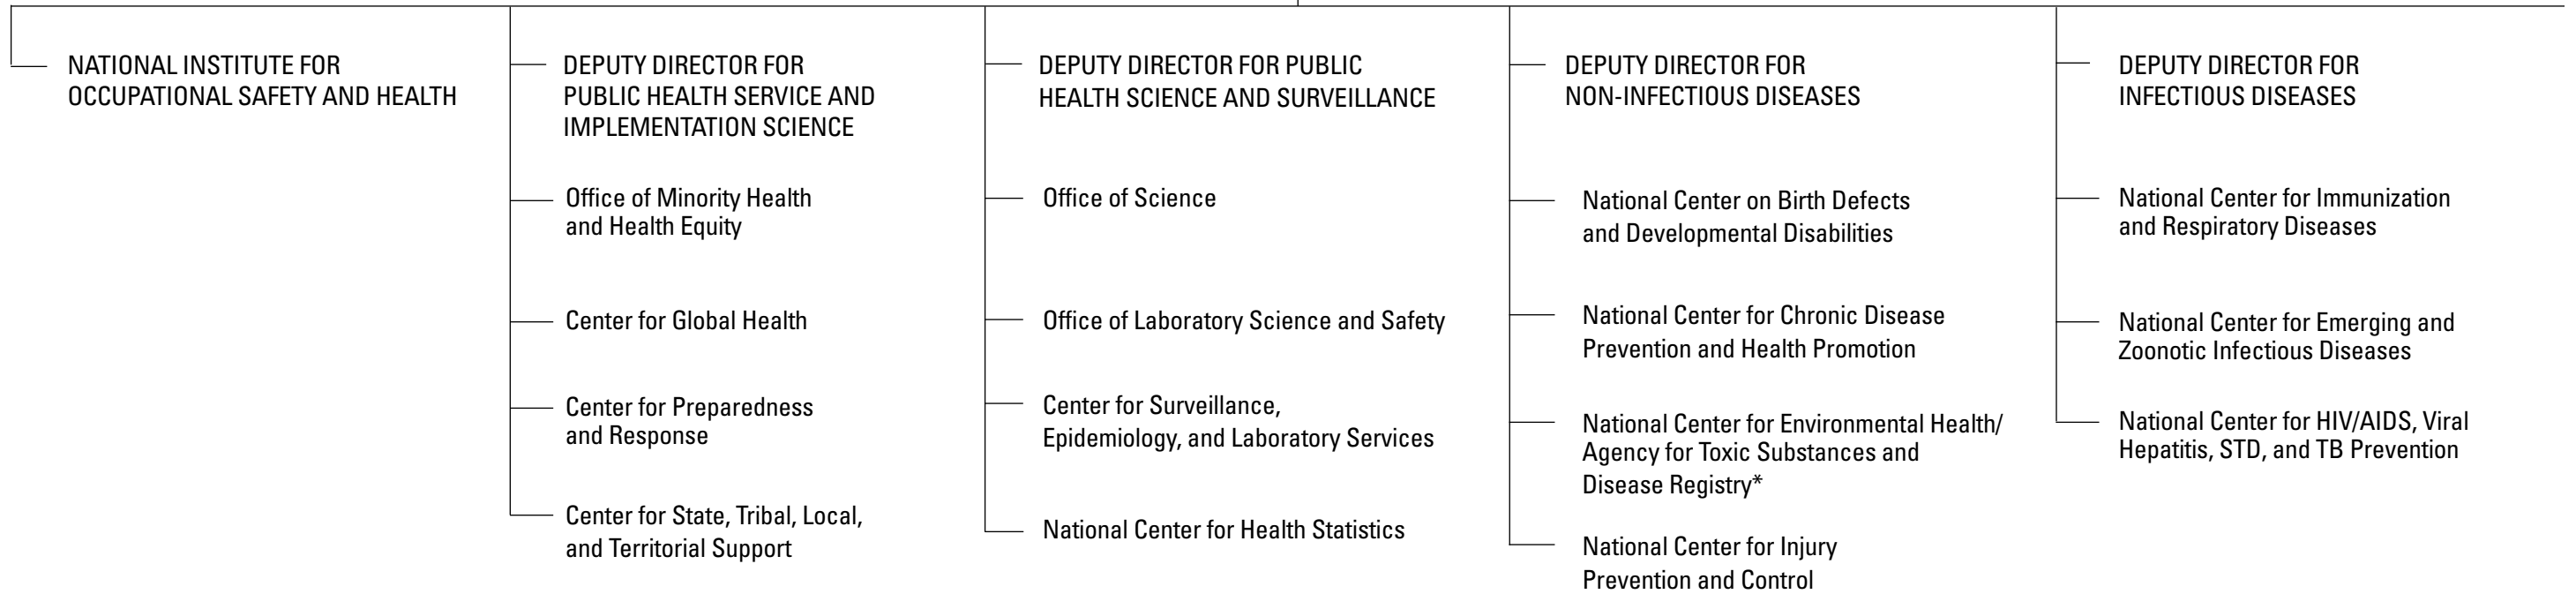 NATIONAL INSTITUTE FOR
OCCUPATIONAL SAFETY AND HEALTH
DEPUTY DIRECTOR FOR
PUBLIC HEALTH SERVICE AND
IMPLEMENTATION SCIENCE
Office of Minority Health
and Health Equity
Center for Global Health
Center for Preparedness
and Response
Center for State, Tribal, Local,
and Territorial Support
DEPUTY DIRECTOR FOR PUBLIC
HEALTH SCIENCE AND SURVEILLANCE
Office of Science
Office of Laboratory Science and Safety
Center for Surveillance,
Epidemiology, and Laboratory Services
National Center for Health Statistics
DEPUTY DIRECTOR FOR
NON-INFECTIOUS DISEASES
National Center on Birth Defects
and Developmental Disabilities
National Center for Chronic Disease
Prevention and Health Promotion
National Center for Environmental Health/
Agency for Toxic Substances and
Disease Registry*
National Center for Injury
Prevention and Control
DEPUTY DIRECTOR FOR
INFECTIOUS DISEASES
National Center for Immunization
and Respiratory Diseases
National Center for Emerging and
Zoonotic Infectious Diseases
National Center for HIV/AIDS, Viral
Hepatitis, STD, and TB Prevention